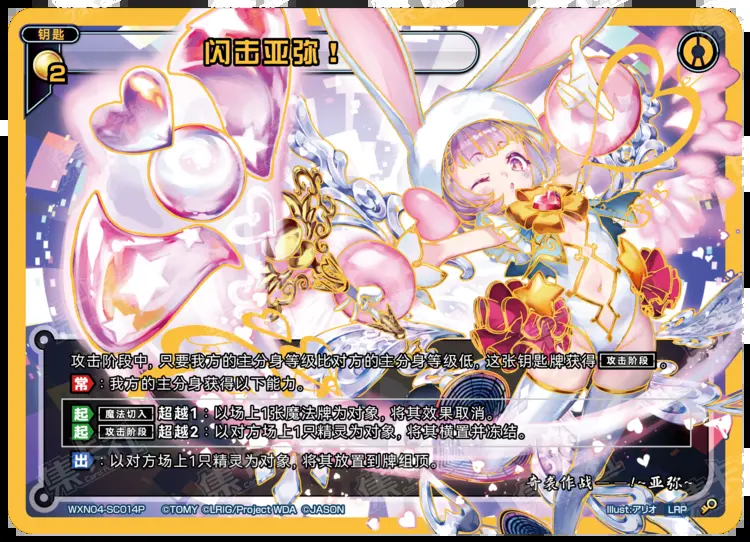 钥匙
闪击亚弥！
2
攻击阶段中，只要我方的主分身等级比对方的主分身等级低，这张钥匙牌获得 攻击阶段 。
常：我方的主分身获得以下能力。
起 魔法切入 超越1：以场上1张魔法牌为对象，将其效果取消。
起 攻击阶段 超越2：以对方场上1只精灵为对象，将其横置并冻结。
出：以对方场上1只精灵为对象，将其放置到牌组顶。
奇袭作战——！~亚弥~
WXN04-SC014P ©TOMY ©LRIG/Project WDA ©JASON Illust:アリオ LRP